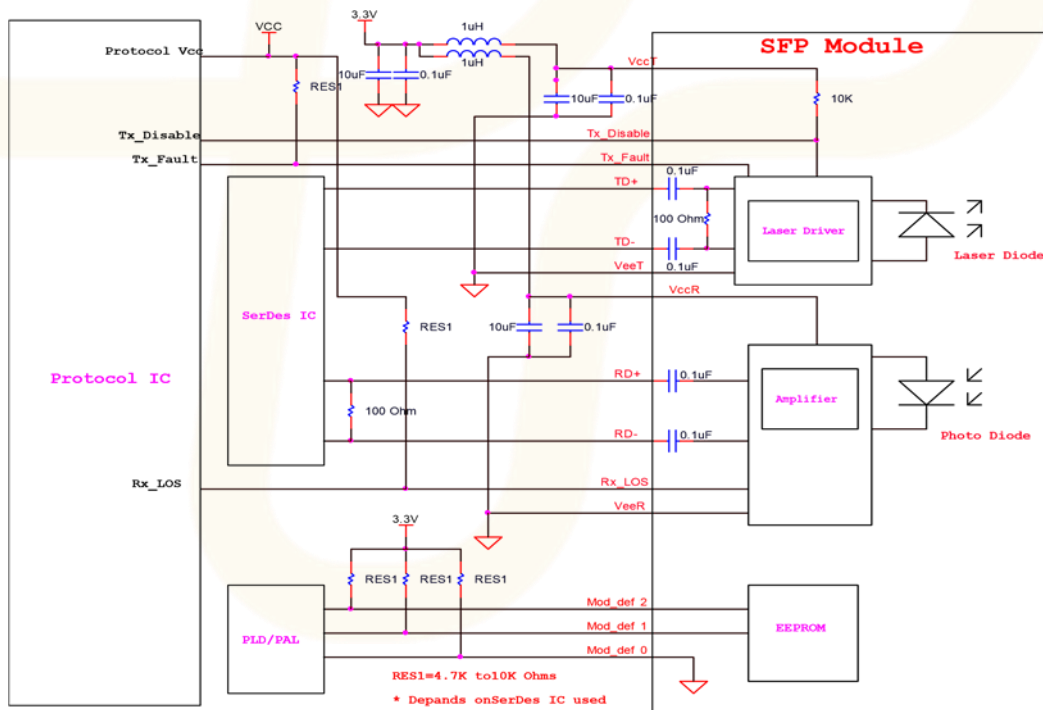 VCC
3.3V
1uH
SFP Module
Protocol Vcc
1uH
VccT
RES1
10uF
0.1uF
10uF
0.1uF
10K
Tx_Disable
Tx_Disable
Tx_Fault
Tx_Fault
0.1uF
TD+
100 Ohm
Laser Driver
TD-
Laser Diode
VeeT
0.1uF
VccR
SerDes IC
RES1
10uF
0.1uF
RD+
0.1uF
Protocol IC
Amplifier
100 Ohm
RD-
0.1uF
Photo Diode
Rx_LOS
Rx_LOS
VeeR
3.3V
RES1
RES1
RES1
Mod_def 2
PLD/PAL
Mod_def 1
EEPROM
Mod_def 0
RES1=4.7K to10K Ohms
* Depands onSerDes IC used